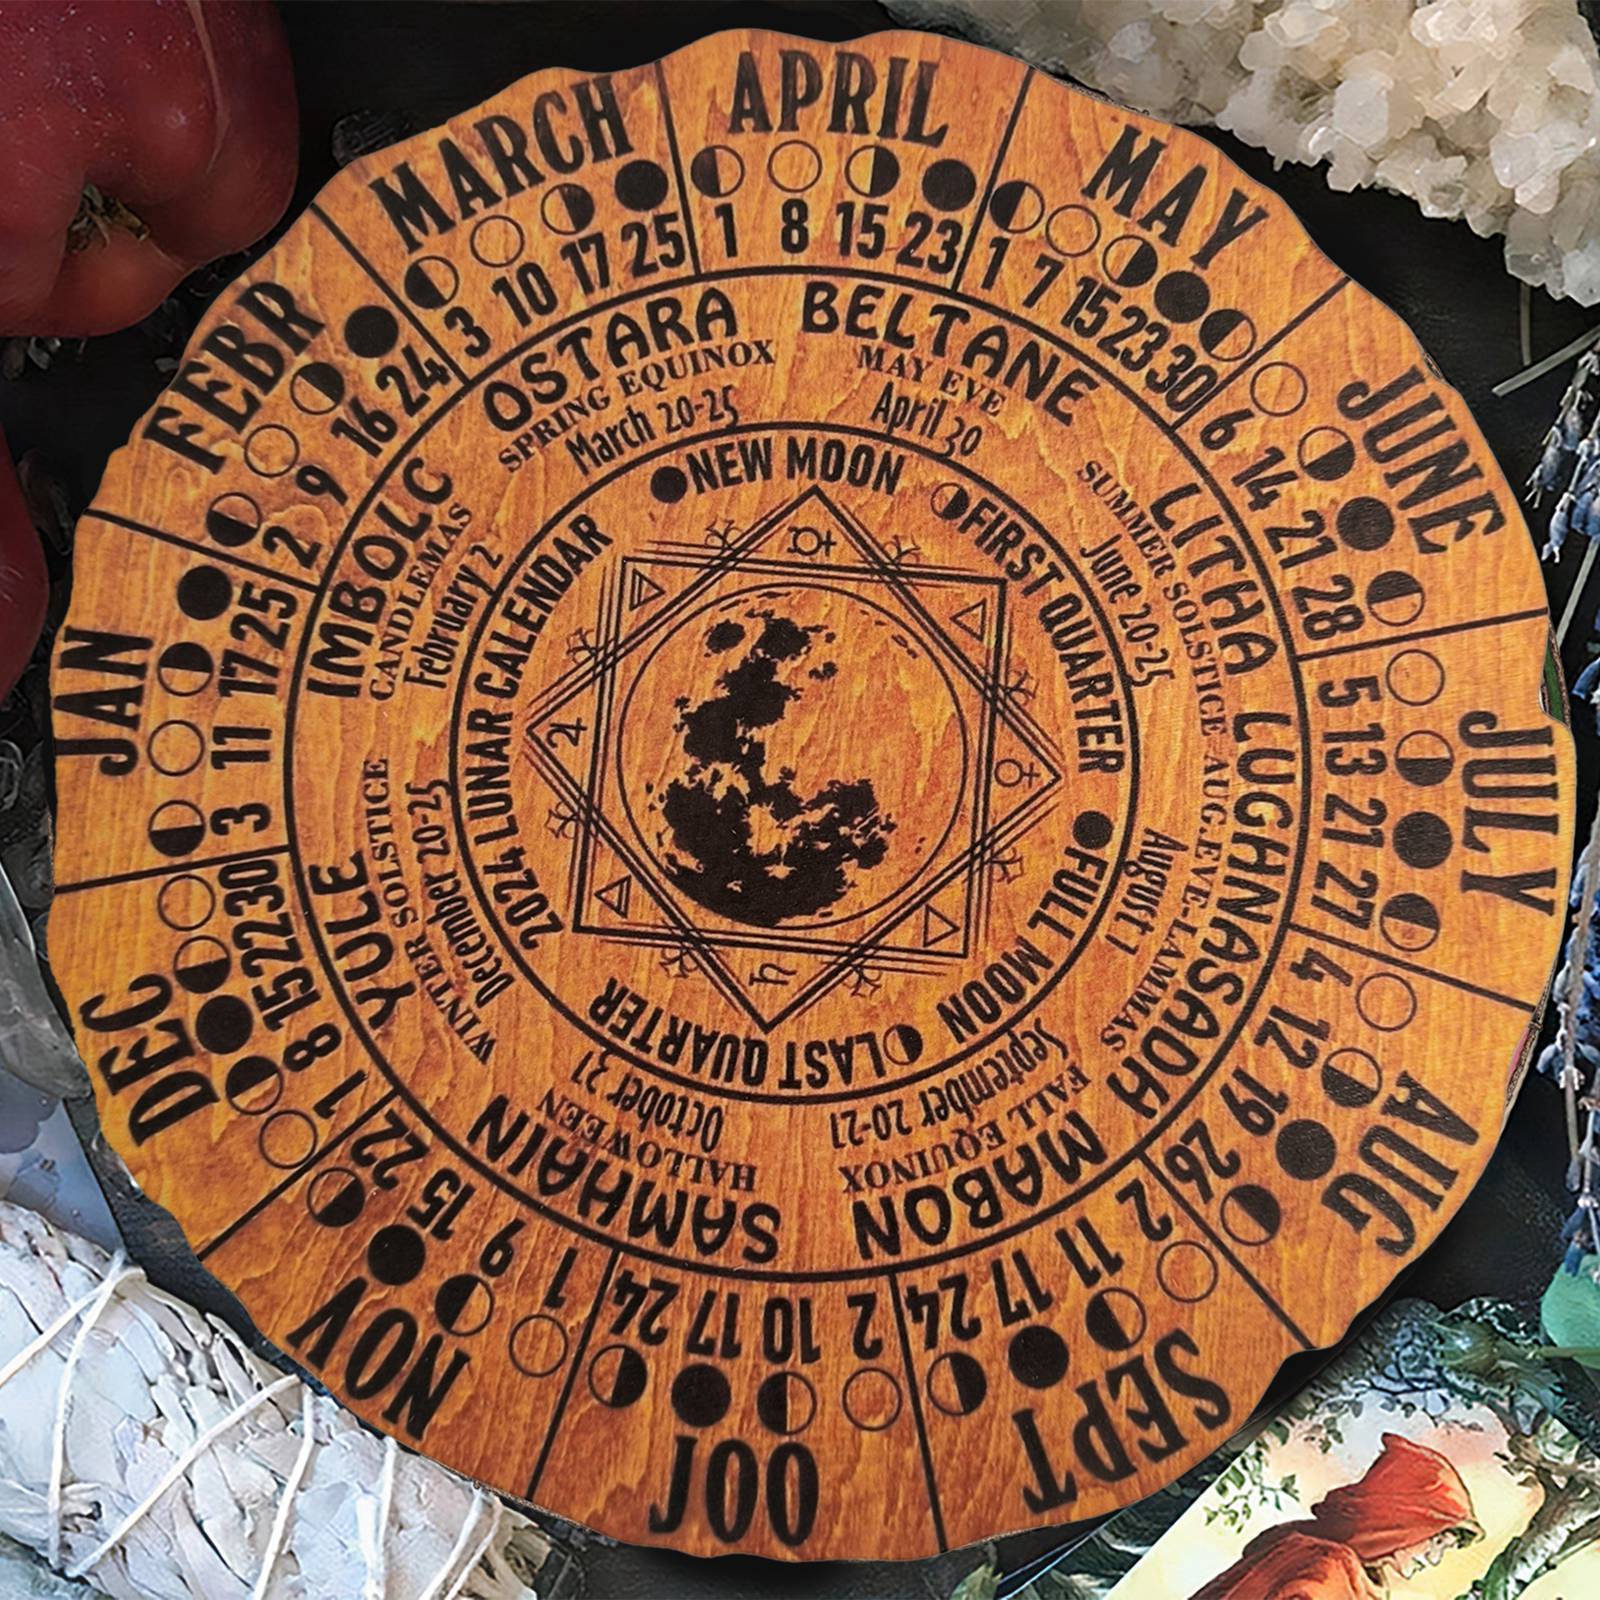 JAN
3 11 17 25
FEBR
2 9 16 24
MARCH
3 10 17 25
APRIL
1 8 15 23
MAY
1 7 15 23 30
JUNE
6 14 21 28
JULY
5 13 21 27
AUG
4 12 19 26
SEPT
2 11 17 24
OCT
2 10 17 24
NOV
1 9 15 22
DEC
1 8 15 22 30
IMBOLC
CANDLEMAS
February 2
OSTARA
SPRING EQUINOX
March 20-25
BELTANE
MAY EVE
April 30
LITHA
SUMMER SOLSTICE
June 20-25
LUGHNASADH
AUG.EVE-LAMMAS
August 1
MABON
FALL EQUINOX
September 20-21
SAMHAIN
HALLOWEEN
October 31
YULE
WINTER SOLSTICE
December 20-25
2024 LUNAR CALENDAR
NEW MOON
FIRST QUARTER
FULL MOON
LAST QUARTER